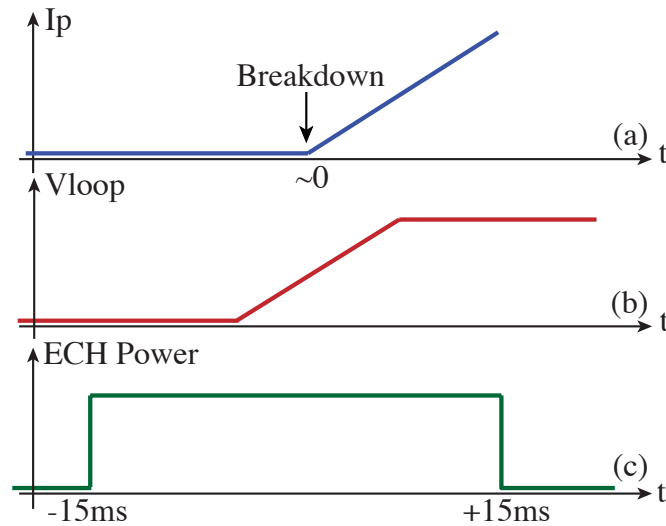 Ip
Breakdown
(a)
t
~0
Vloop
(b)
t
ECH Power
(c)
t
-15ms
+15ms